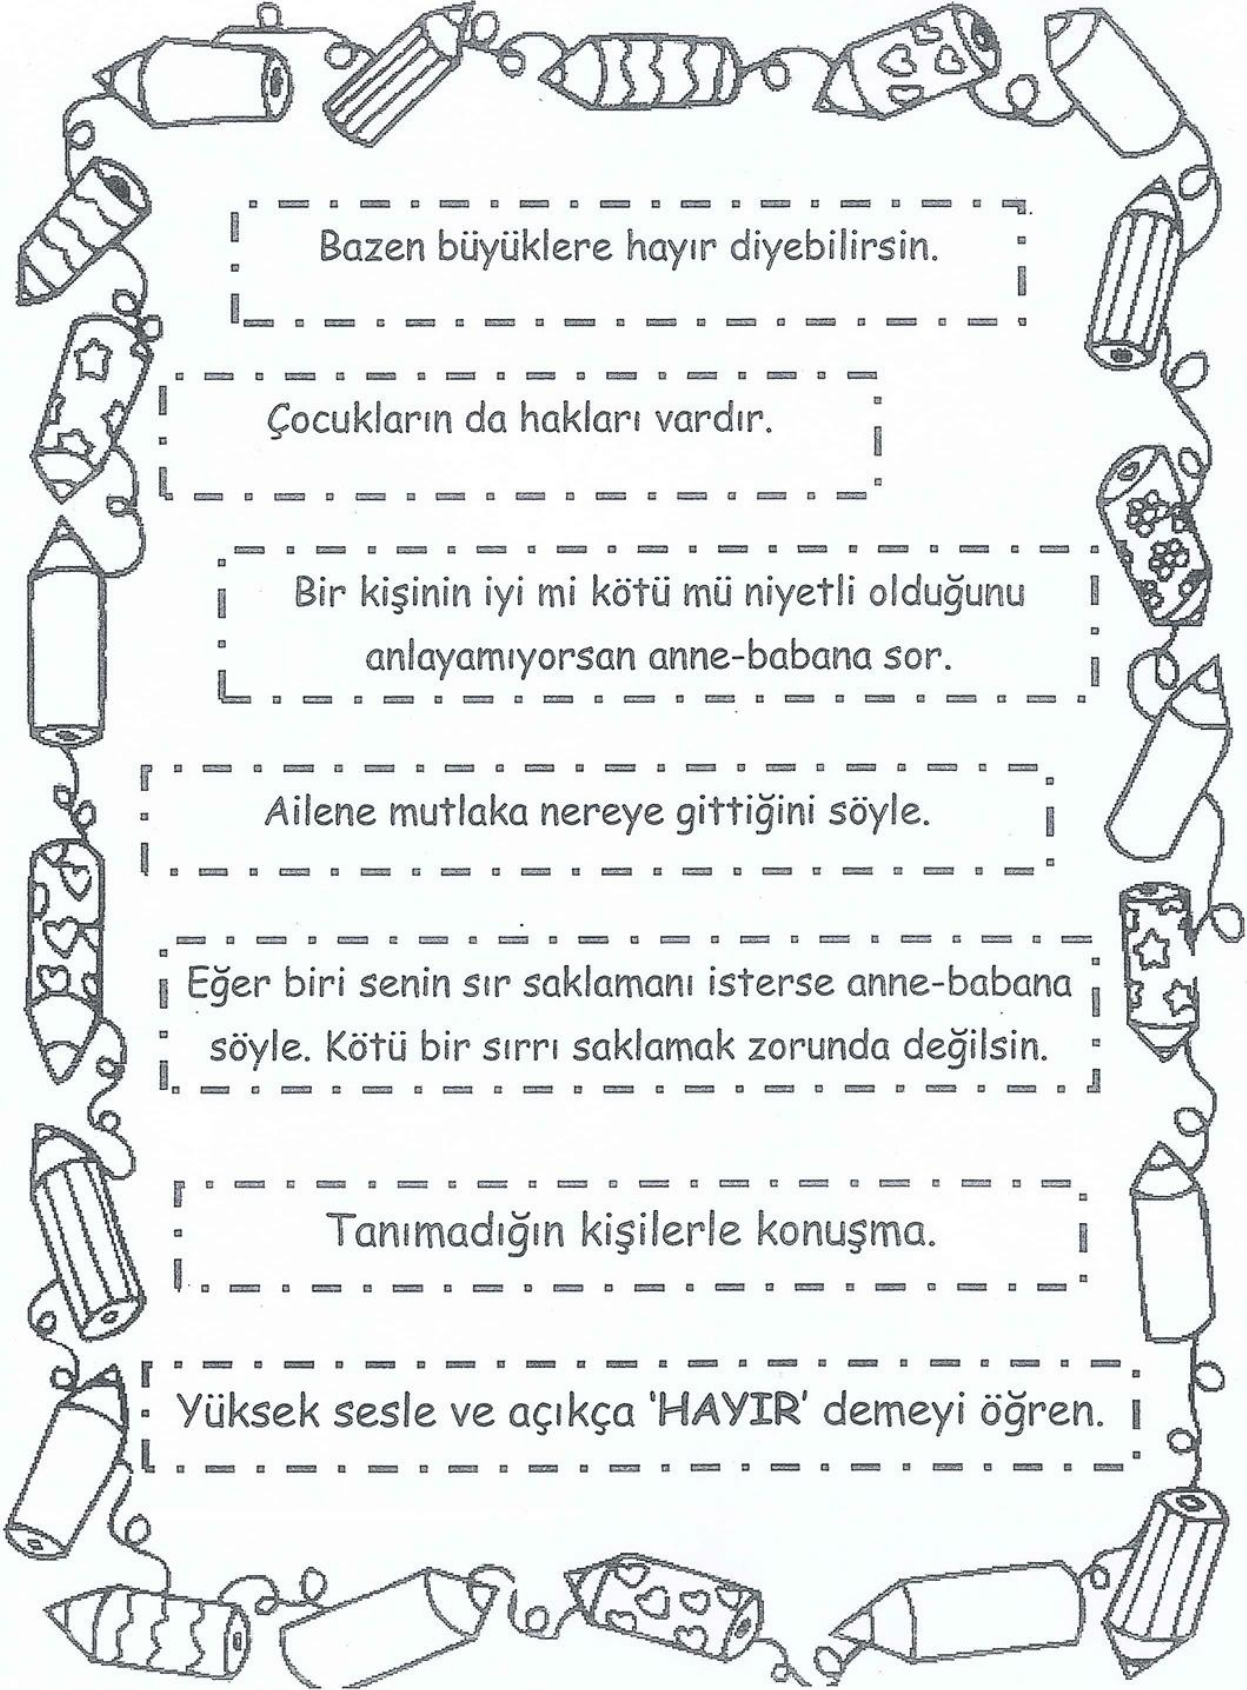 Bazen büyüklere hayır diyebilirsin.
Çocukların da hakları vardır.
Bir kişinin iyi mi kötü mü niyetli olduğunu
anlayamıyorsan anne-babana sor.
Ailene mutlaka nereye gittiğini söyle.
Eğer biri senin sır saklamanı isterse anne-babana
söyle. Kötü bir sırrı saklamak zorunda değilsin.
Tanımadığın kişilerle konuşma.
Yüksek sesle ve açıkça 'HAYIR' demeyi öğren.